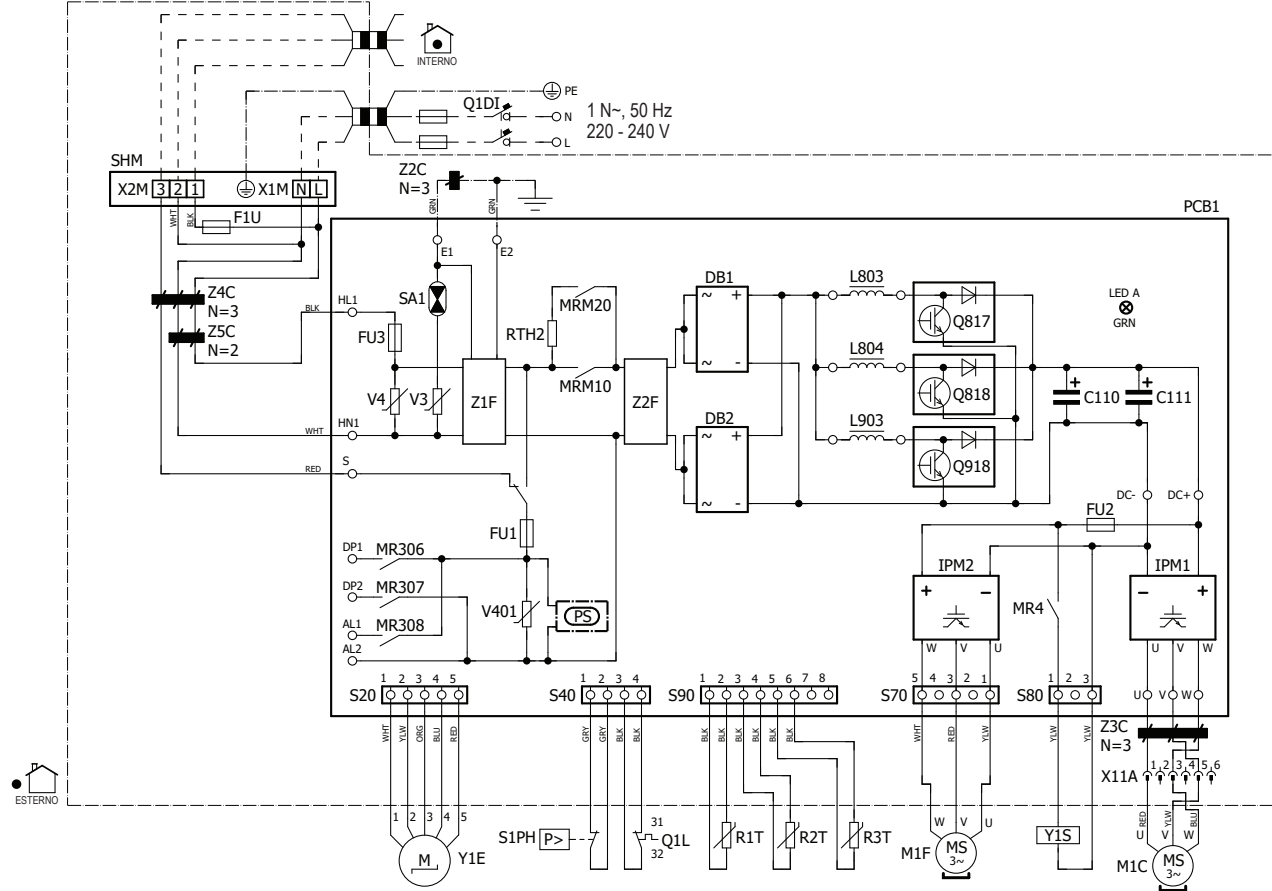 INTERNO
PE
Q1DI
N
L
1 N~, 50 Hz
220 - 240 V
SHM
X2M 3 2 1 X1M N L
WHT
BLK
F1U
Z2C
N=3
GRN
GRN
PCB1
E1
E2
Z4C
N=3
Z5C
N=2
BLK
HL1
FU3
SA1
V4
V3
Z1F
RTH2
MRM20
MRM10
Z2F
DB1
~ +
~ -
DB2
~ +
~ -
L803
Q817
L804
Q818
L903
Q918
LED A
GRN
+ C110
+ C111
WHT
HN1
RED
S
FU1
DP1 MR306
DP2 MR307
AL1 MR308
AL2
V401
PS
DC-
DC+
FU2
IPM2
+ -
W V U
MR4
IPM1
- +
U V W
S20 1 2 3 4 5
S40 1 2 3 4
S90 1 2 3 4 5 6 7 8
S70 5 4 3 2 1
S80 1 2 3
U V W
WHT
YLW
ORG
BLU
RED
GRY
GRY
BLK
BLK
BLK
BLK
BLK
BLK
BLK
BLK
WHT
RED
YLW
YLW
YLW
Z3C
N=3
X11A
1 2 3 4 5 6
ESTERNO
1 2 3 4 5
M
Y1E
S1PH P>
31
Q1L
32
R1T
R2T
R3T
W V U
M1F
MS
3~
Y1S
RED
YLW
BLU
U V W
M1C
MS
3~